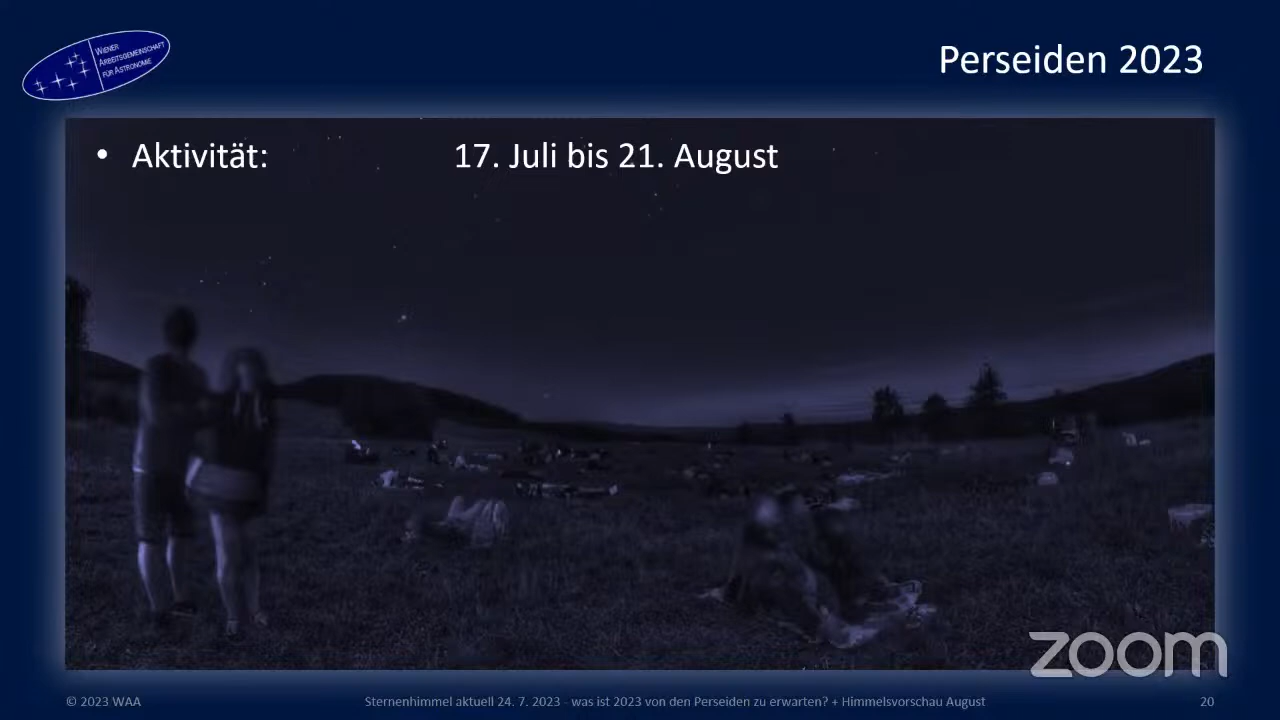 WIENER
ARBEITSGEMEINSCHAFT
FÜR ASTRONOMIE
Perseiden 2023
• Aktivität: 17. Juli bis 21. August
zoom
© 2023 WAA
Sternenhimmel aktuell 24. 7. 2023 - was ist 2023 von den Perseiden zu erwarten? + Himmelsvorschau August
20